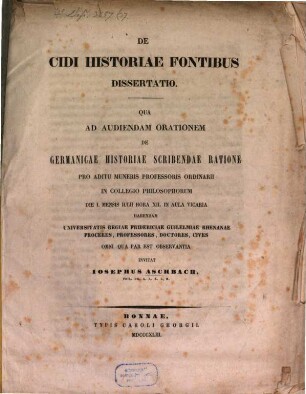 DE
CIDI HISTORIAE FONTIBUS
DISSERTATIO.
QUA
AD AUDIENDAM ORATIONEM
DE
GERMANICAE HISTORIAE SCRIBENDAE RATIONE
PRO ADITU MUNERIS PROFESSORIS ORDINARII
IN COLLEGIO PHILOSOPHORUM
DIE I. MENSIS IULII HORA XII. IN AULA VICARIA
HABENDAM
UNIVERSITATIS REGIAE FRIDERICIAE GUILELMIAE RHENANAE
PROCERES, PROFESSORES, DOCTORES, CIVES
OMNI QUA PAR EST OBSERVANTIA
INVITAT
IOSEPHUS ASCHBACH,
BONNAE,
TYPIS CAROLI GEORGII.
MDCCCXLIII.